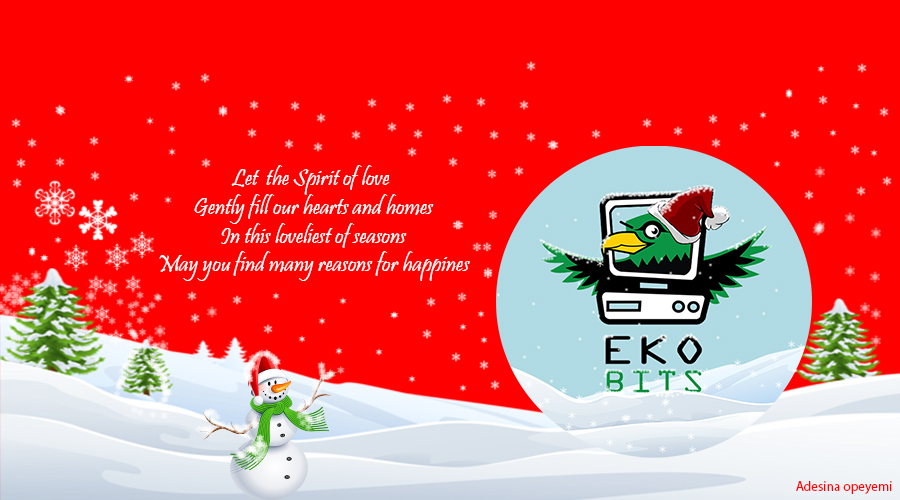 Let the Spirit of love
Gently fill our hearts and homes
In this loveliest of seasons
May you find many reasons for happines
EKO
BITS
Adesina opeyemi